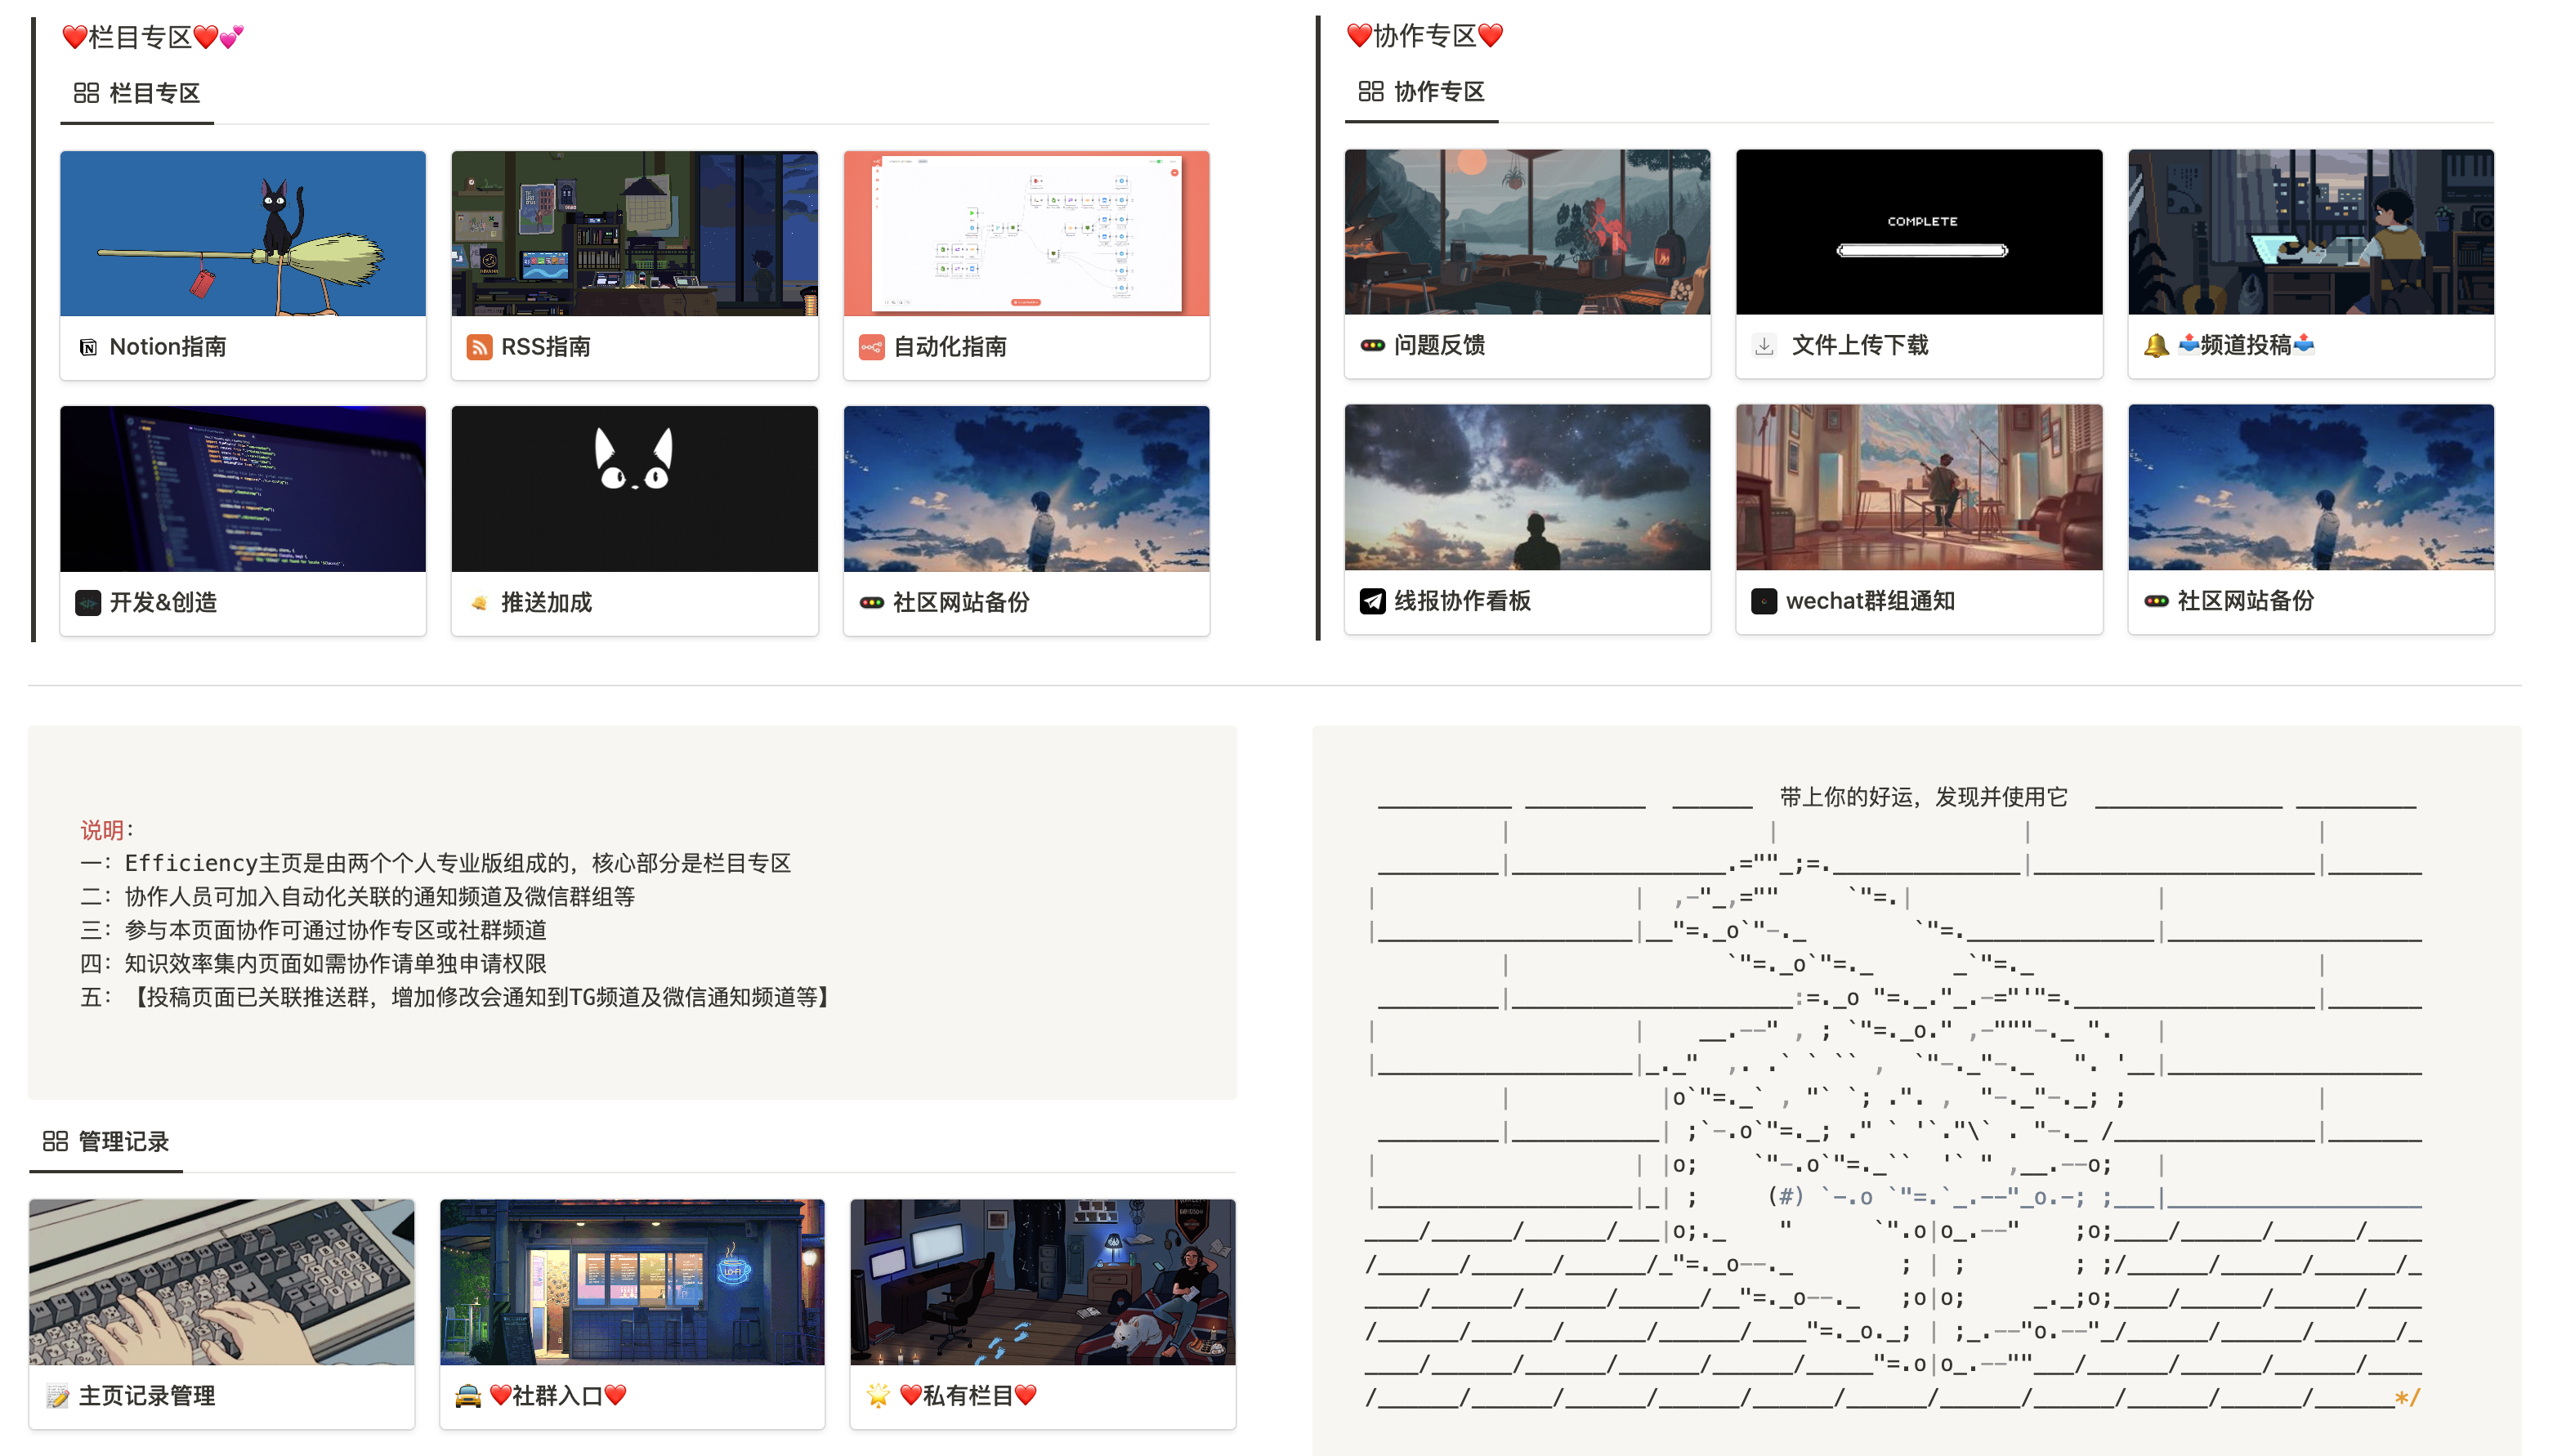 ❤️栏目专区❤️💕
栏目专区
Notion指南
RSS指南
自动化指南
开发&创造
推送加成
社区网站备份
❤️协作专区❤️
协作专区
COMPLETE
问题反馈
文件上传下载
🔔 📤频道投稿📤
线报协作看板
wechat群组通知
社区网站备份
说明:
一: Efficiency主页是由两个个人专业版组成的, 核心部分是栏目专区
二: 协作人员可加入自动化关联的通知频道及微信群组等
三: 参与本页面协作可通过协作专区或社群频道
四: 知识效率集内页面如需协作请单独申请权限
五: 【投稿页面已关联推送群, 增加修改会通知到TG频道及微信通知频道等】
管理记录
LO-FI
📝 主页记录管理
🚖 ❤️社群入口❤️
🌟 ❤️私有栏目❤️
带上你的好运, 发现并使用它